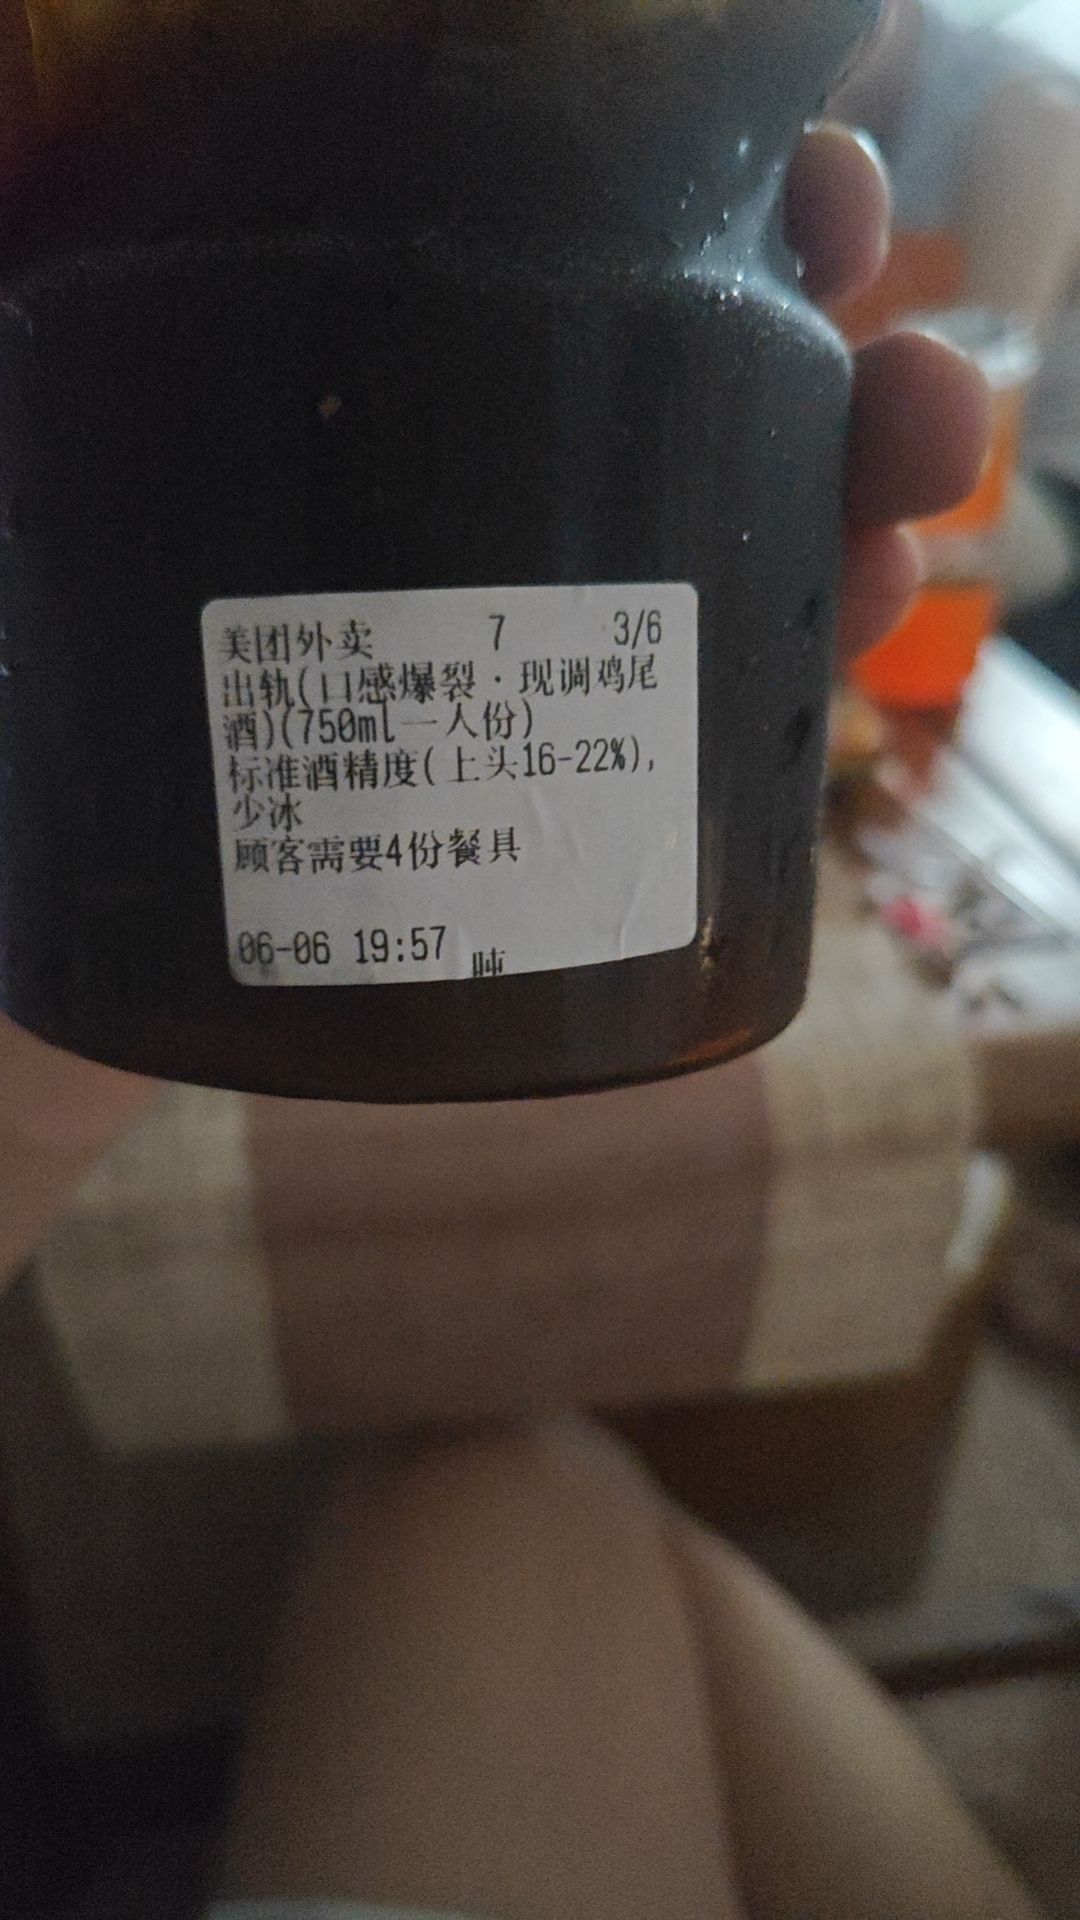 美团外卖 7 3/6
出轨(口感爆裂·现调鸡尾
酒)(750ml一人份)
标准酒精度(上头16-22%),
少冰
顾客需要4份餐具
06-06 19:57